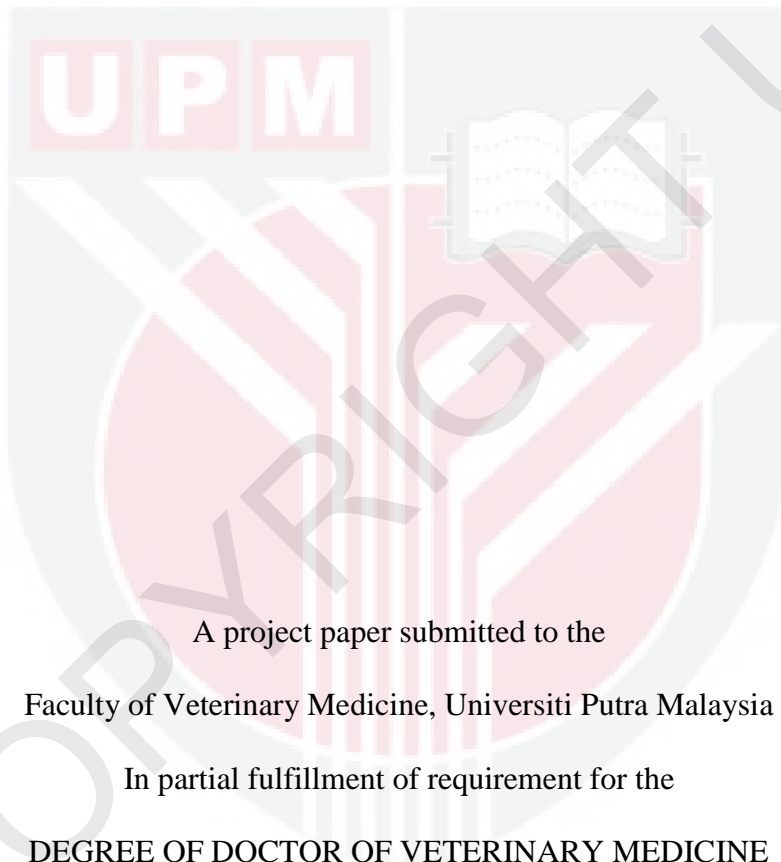 UPM
A project paper submitted to the
Faculty of Veterinary Medicine, Universiti Putra Malaysia
In partial fulfillment of requirement for the
DEGREE OF DOCTOR OF VETERINARY MEDICINE
OPYRIGHT U